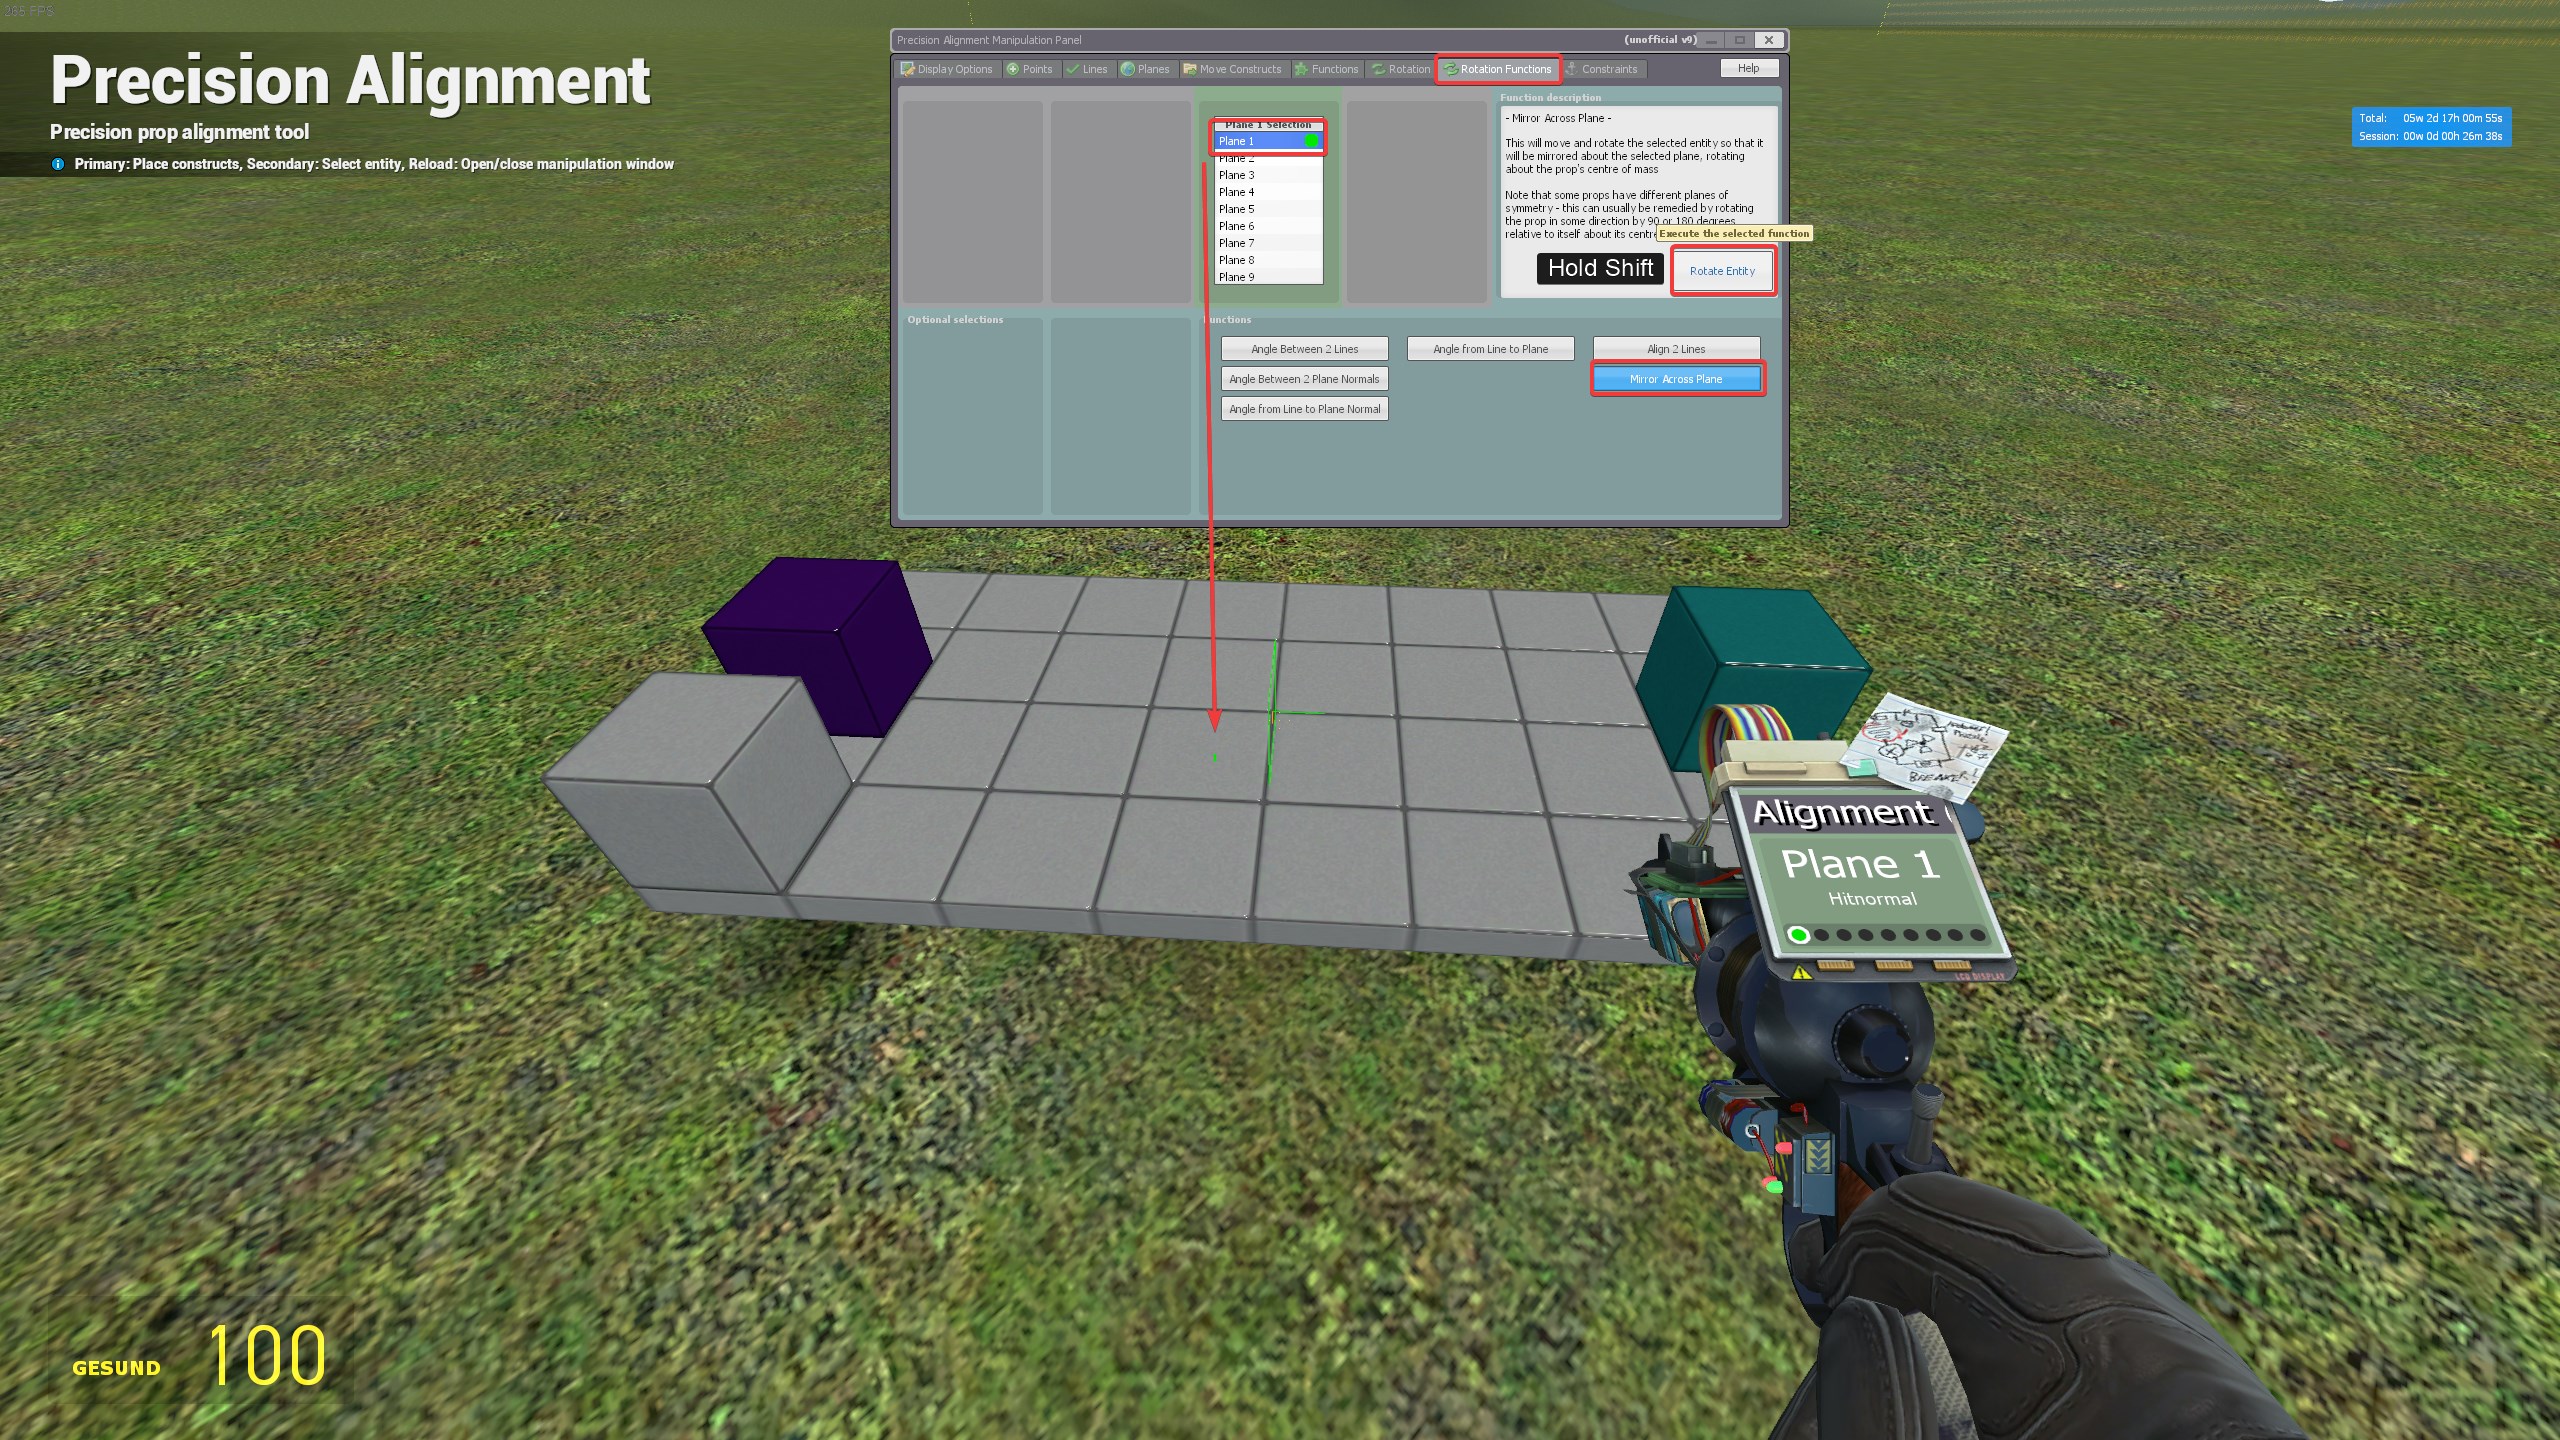 365 FPS
Precision Alignment
Precision prop alignment tool
Primary: Place constructs, Secondary: Select entity, Reload: Open/close manipulation window
Precision Alignment Manipulation Panel
(unofficial v9)
Display Options
Points
Lines
Planes
Move Constructs
Functions
Rotation
Rotation Functions
Constraints
Help
Plane 1 Selection
Plane 1
Plane 2
Plane 3
Plane 4
Plane 5
Plane 6
Plane 7
Plane 8
Plane 9
Function description
- Mirror Across Plane -
This will move and rotate the selected entity so that it
will be mirrored about the selected plane, rotating
about the prop's centre of mass
Note that some props have different planes of
symmetry - this can usually be remedied by rotating
the prop in some direction by 90 or 180 degrees
relative to itself about its centre
Execute the selected function
Hold Shift
Rotate Entity
Optional selections
Functions
Angle Between 2 Lines
Angle from Line to Plane
Align 2 Lines
Angle Between 2 Plane Normals
Mirror Across Plane
Angle from Line to Plane Normal
Total: 05w 2d 17h 00m 55s
Session: 00w 0d 00h 26m 38s
BREAKER!
Alignment
Plane 1
Hitnormal
LCD DISPLAY
GESUND 100